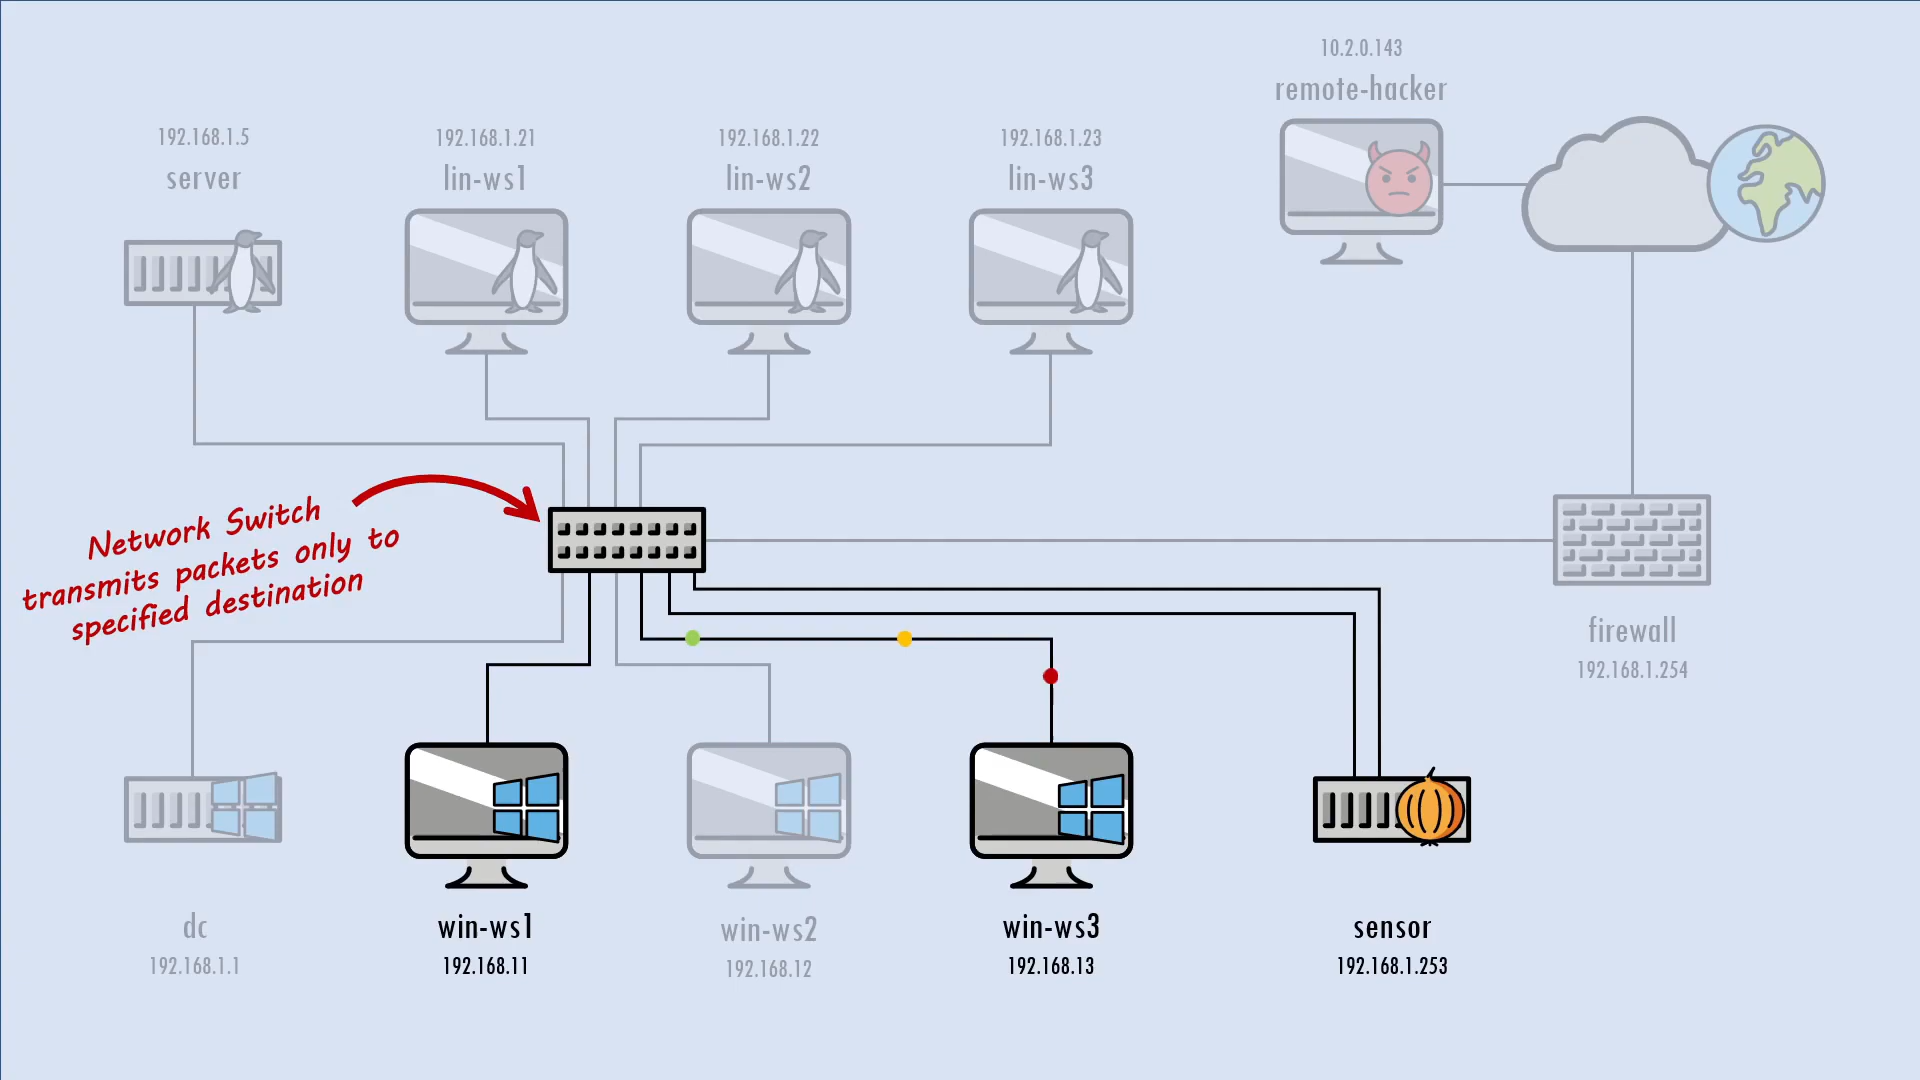 10.2.0.143
remote-hacker
192.168.1.5
server
192.168.1.21
lin-ws1
192.168.1.22
lin-ws2
192.168.1.23
lin-ws3
Network Switch
transmits packets only to
specified destination
firewall
192.168.1.254
dc
192.168.1.1
win-ws1
192.168.11
win-ws2
192.168.12
win-ws3
192.168.13
sensor
192.168.1.253